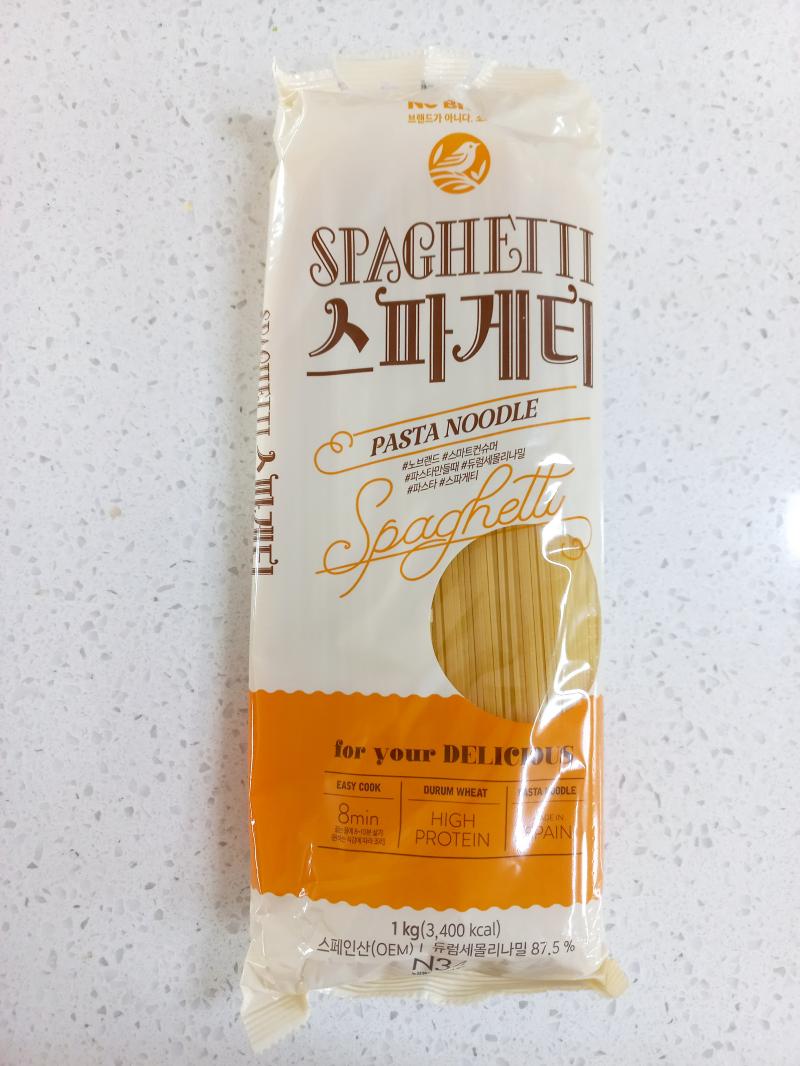 브랜드가 아니다.
SPAGHETTI
스파게티
PASTA NOODLE
#노브랜드 #스마트컨슈머
#파스타만들때 #듀럼세몰리나밀
#파스타 #스파게티
Spaghetti
SPAGHETTI 스파게티
for your DELICIOUS
EASY COOK
8min
DURUM WHEAT
HIGH
PROTEIN
PASTA NOODLE
MADE IN
SPAIN
1 kg(3,400 kcal)
스페인산(OEM) | 듀럼세몰리나밀 87.5 %